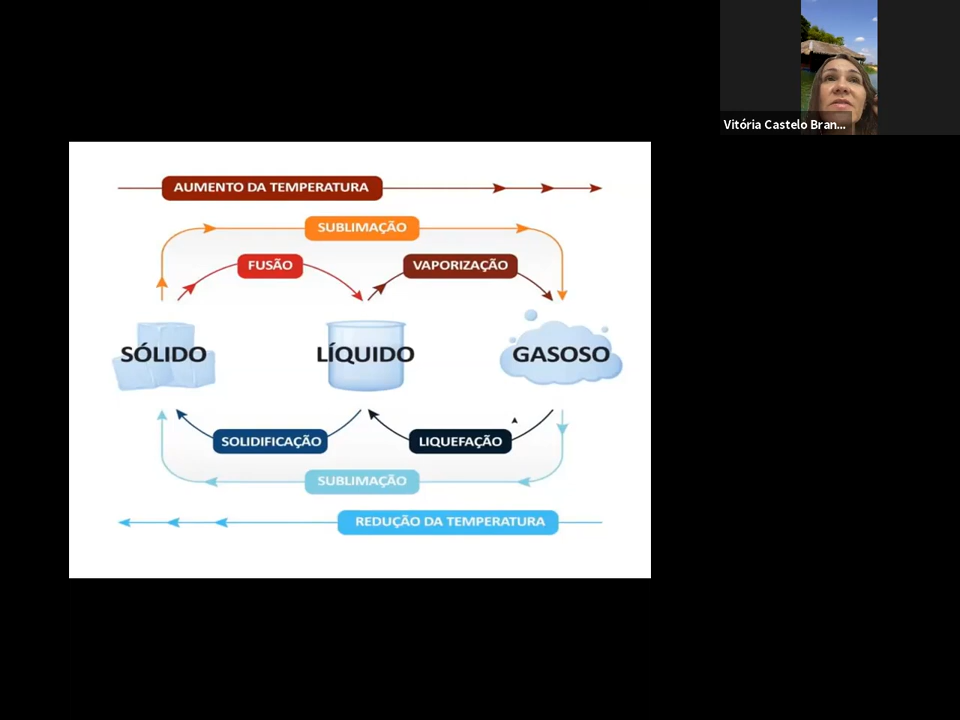 Vitória Castelo Bran...
AUMENTO DA TEMPERATURA
SUBLIMAÇÃO
FUSÃO
VAPORIZAÇÃO
SÓLIDO
LÍQUIDO
GASOSO
SOLIDIFICAÇÃO
LIQUEFAÇÃO
SUBLIMAÇÃO
REDUÇÃO DA TEMPERATURA